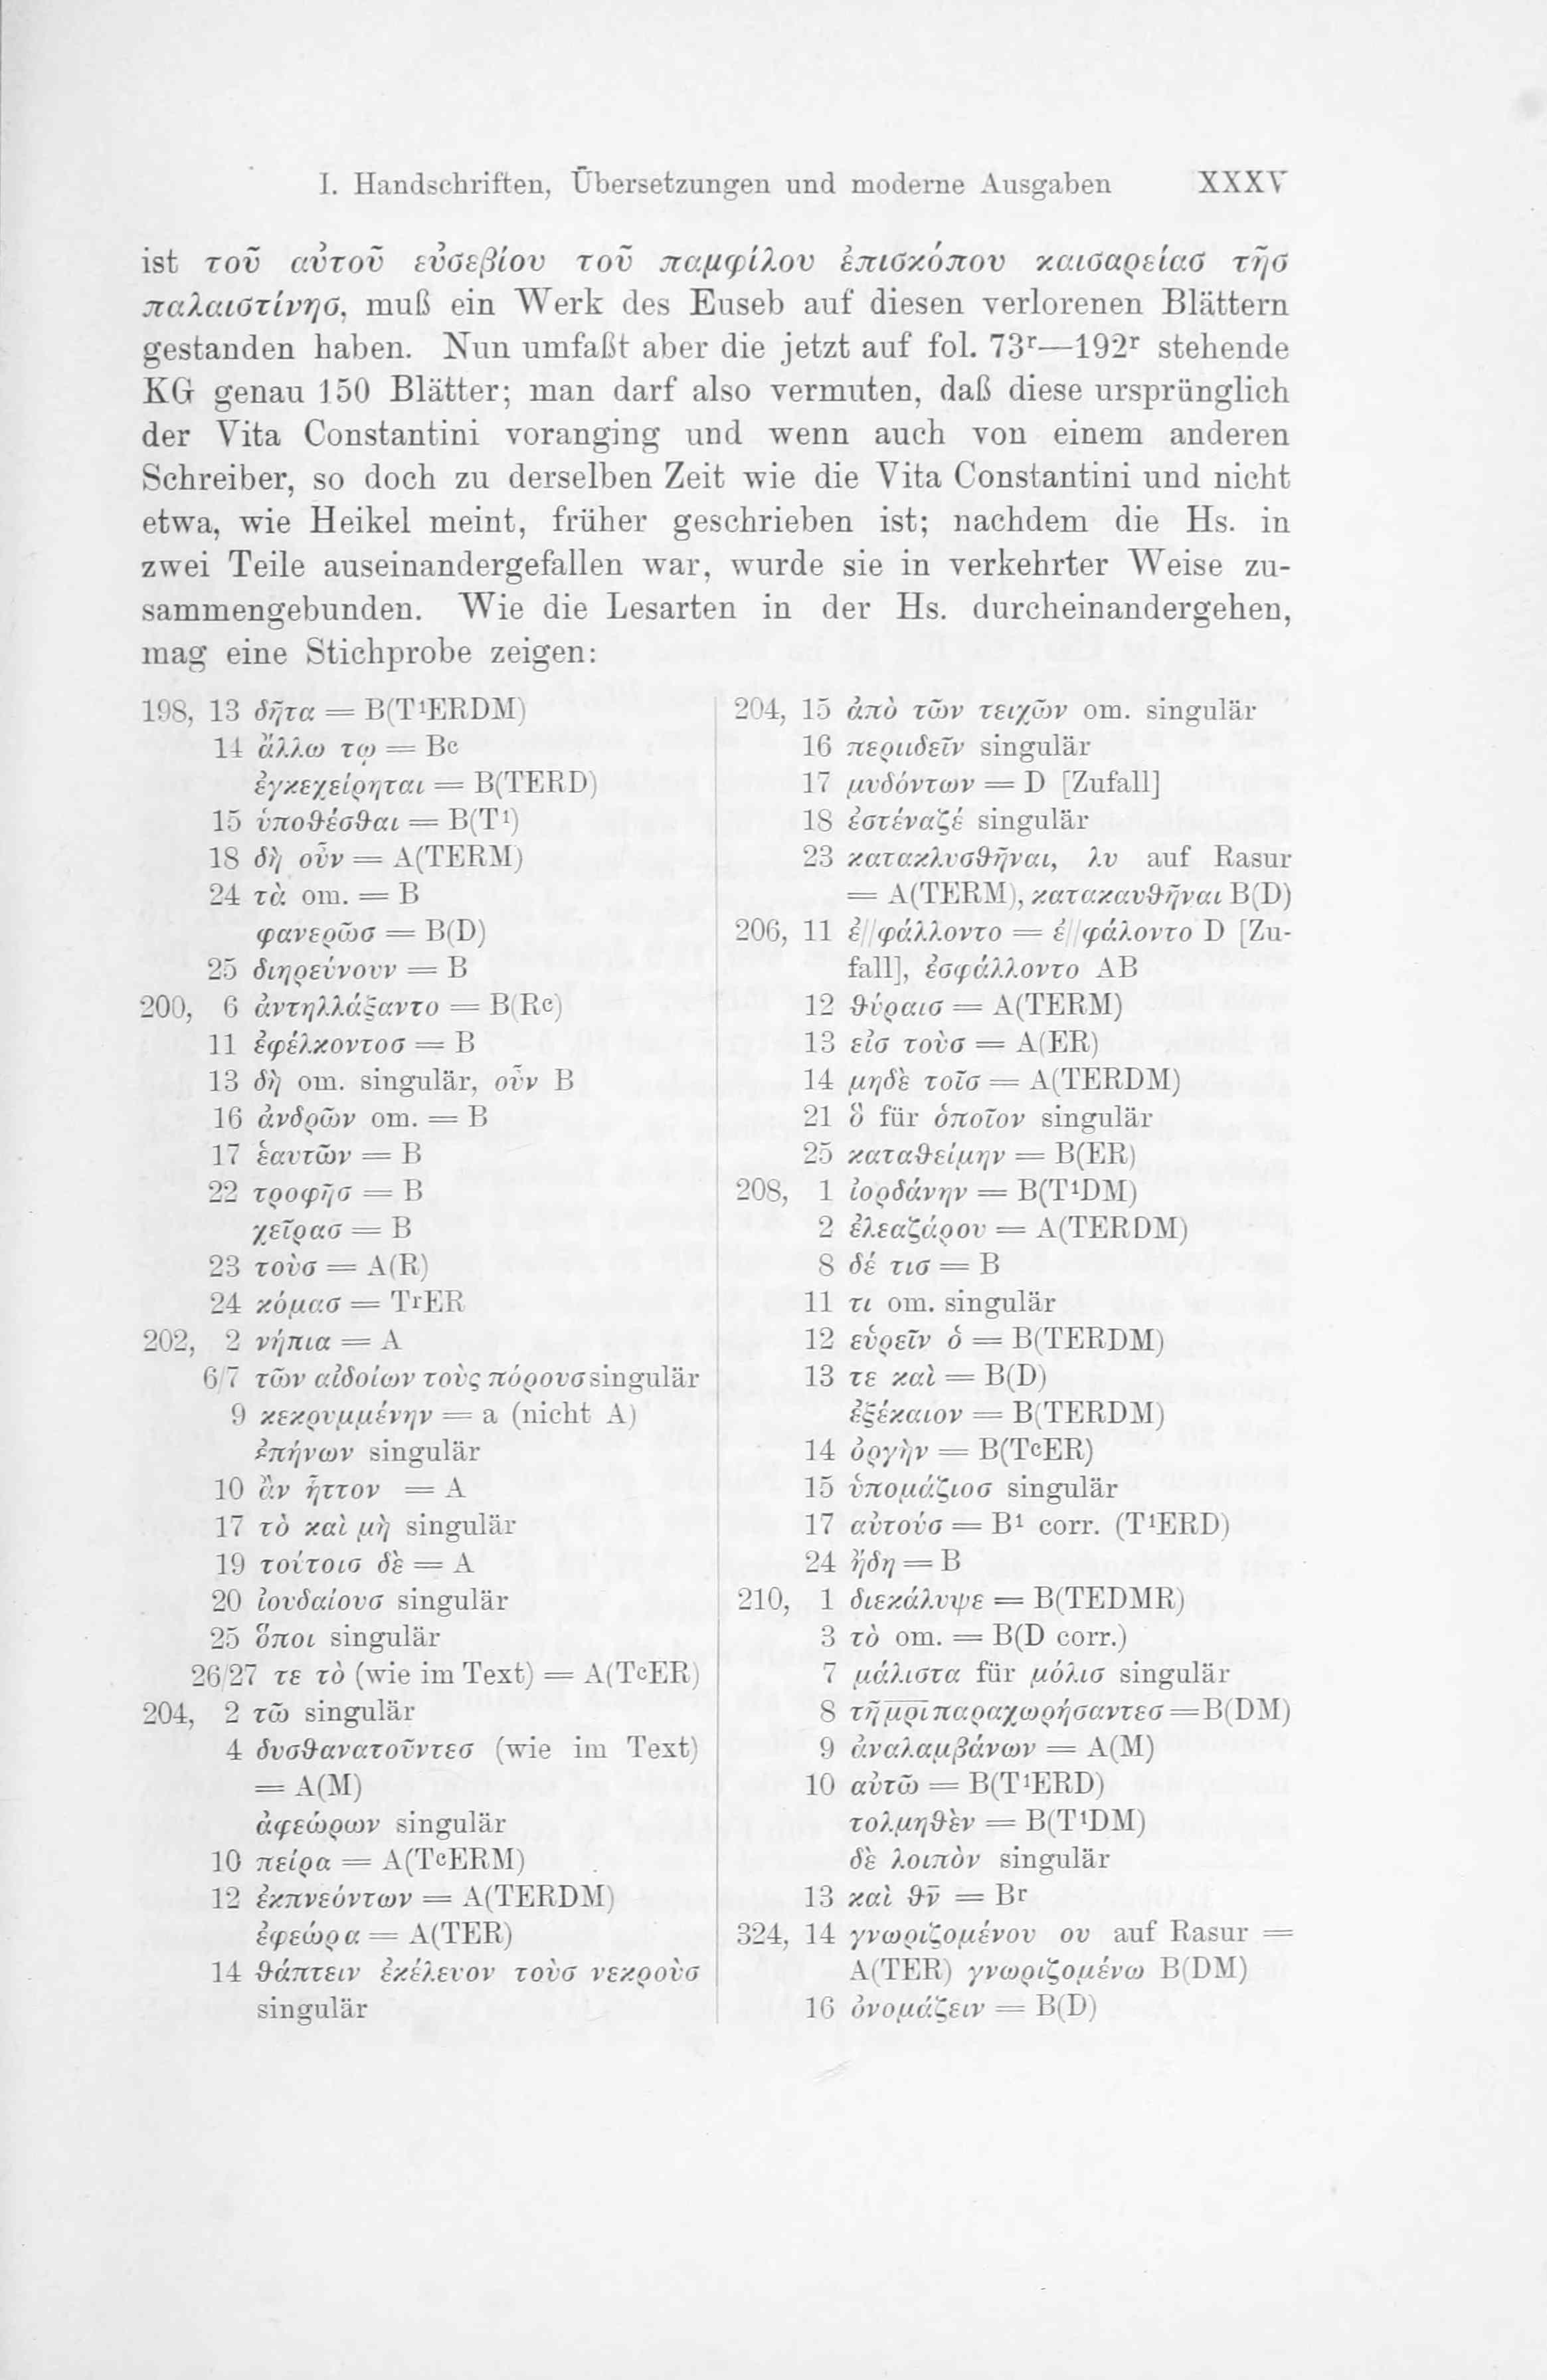 I. Handschriften, Übersetzungen und moderne Ausgaben XXXV
ist τοῦ αὐτοῦ εὐσεβίου τοῦ παμφίλου ἐπισκόπου καισαρείασ τῆσ
παλαιστίνησ, muß ein Werk des Euseb auf diesen verlorenen Blättern
gestanden haben. Nun umfaßt aber die jetzt auf fol. 73ʳ—192ʳ stehende
KG genau 150 Blätter; man darf also vermuten, daß diese ursprünglich
der Vita Constantini voranging und wenn auch von einem anderen
Schreiber, so doch zu derselben Zeit wie die Vita Constantini und nicht
etwa, wie Heikel meint, früher geschrieben ist; nachdem die Hs. in
zwei Teile auseinandergefallen war, wurde sie in verkehrter Weise zu-
sammengebunden. Wie die Lesarten in der Hs. durcheinandergehen,
mag eine Stichprobe zeigen:
198, 13 δῆτα = B(T¹ERDM)
14 ἄλλω τῳ = Bᶜ
ἐγκεχείρηται = B(TERD)
15 ὑποθέσθαι = B(T¹)
18 δὴ οὖν = A(TERM)
24 τὰ om. = B
φανερῶσ = B(D)
25 διηρεύνουν = B
200, 6 ἀντηλλάξαντο = B(Rᶜ)
11 ἐφέλκοντοσ = B
13 δὴ om. singulär, οὖν B
16 ἀνδρῶν om. = B
17 ἑαυτῶν = B
22 τροφῆσ = B
χεῖρασ = B
23 τοὺσ = A(R)
24 κόμασ = TʳER
202, 2 νήπια = A
6/7 τῶν αἰδοίων τοὺς πόρουσ singulär
9 κεκρυμμένην = a (nicht A)
ἐπήνων singulär
10 ἂν ἧττον = A
17 τὸ καὶ μὴ singulär
19 τοίτοισ δὲ = A
20 ἰουδαίουσ singulär
25 ὅποι singulär
26/27 τε τὸ (wie im Text) = A(TᶜER)
204, 2 τῶ singulär
4 δυσθανατοῦντεσ (wie im Text)
= A(M)
ἀφεώρων singulär
10 πείρα = A(TᶜERM)
12 ἐκπνεόντων = A(TERDM)
ἐφεώρα = A(TER)
14 θάπτειν ἐκέλευον τοὺσ νεκροὺσ
singulär
204, 15 ἀπὸ τῶν τειχῶν om. singulär
16 περιιδεῖν singulär
17 μυδόντων = D [Zufall]
18 ἐστέναζέ singulär
23 κατακλυσθῆναι, λυ auf Rasur
= A(TERM), κατακαυθῆναι B(D)
206, 11 ἐ//φάλλοντο = ἐ//φάλοντο D [Zu-
fall], ἐσφάλλοντο AB
12 θύραισ = A(TERM)
13 εἰσ τοὺσ = A(ER)
14 μηδὲ τοῖσ = A(TERDM)
21 ὃ für ὁποῖον singulär
25 καταθείμην = B(ER)
208, 1 ἰορδάνην = B(T¹DM)
2 ἐλεαζάρου = A(TERDM)
8 δέ τισ = B
11 τι om. singulär
12 εὑρεῖν ὁ = B(TERDM)
13 τε καὶ = B(D)
ἐξέκαιον = B(TERDM)
14 ὀργὴν = B(TᶜER)
15 ὑπομάζιοσ singulär
17 αὐτούσ = B¹ corr. (T¹ERD)
24 ἤδη = B
210, 1 διεκάλυψε = B(TEDMR)
3 τὸ om. = B(D corr.)
7 μάλιστα für μόλισ singulär
8 τῆ μρι παραχωρήσαντεσ = B(DM)
9 ἀναλαμβάνων = A(M)
10 αὐτῶ = B(T¹ERD)
τολμηθὲν = B(T¹DM)
δὲ λοιπὸν singulär
13 καὶ θ̅ν̅ = Bʳ
324, 14 γνωριζομένου ου auf Rasur =
A(TER) γνωριζομένω B(DM)
16 ὀνομάζειν = B(D)